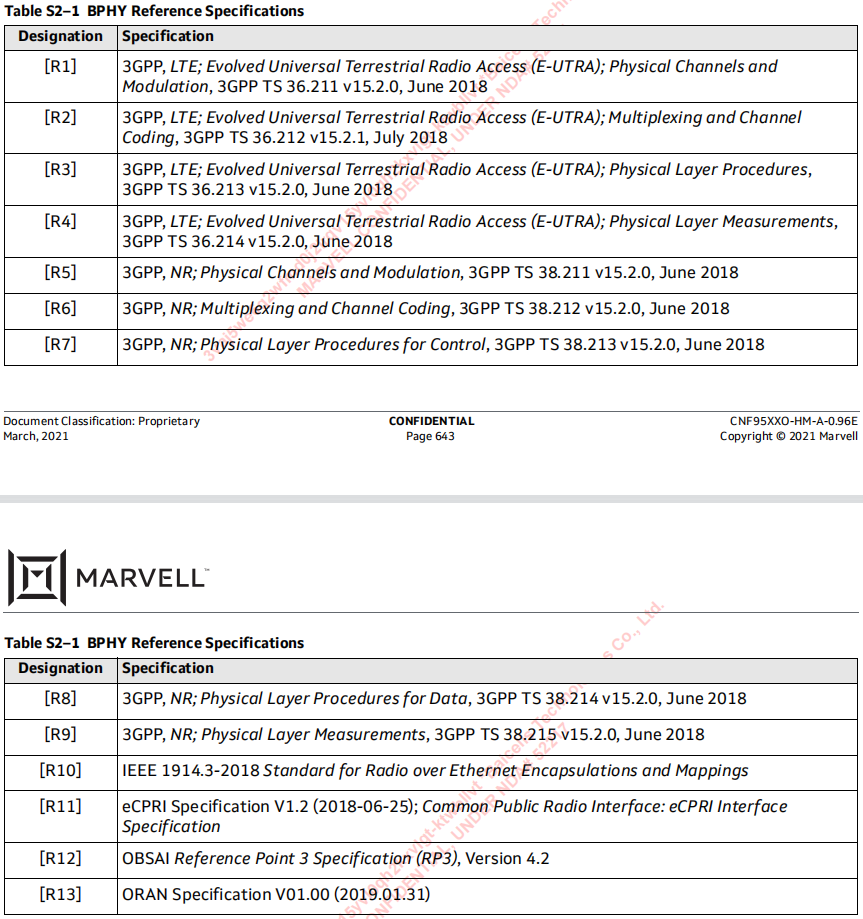 Table S2–1 BPHY Reference Specifications
Designation Specification
[R1] 3GPP, LTE; Evolved Universal Terrestrial Radio Access (E-UTRA); Physical Channels and
Modulation, 3GPP TS 36.211 v15.2.0, June 2018
[R2] 3GPP, LTE; Evolved Universal Terrestrial Radio Access (E-UTRA); Multiplexing and Channel
Coding, 3GPP TS 36.212 v15.2.1, July 2018
[R3] 3GPP, LTE; Evolved Universal Terrestrial Radio Access (E-UTRA); Physical Layer Procedures,
3GPP TS 36.213 v15.2.0, June 2018
[R4] 3GPP, LTE; Evolved Universal Terrestrial Radio Access (E-UTRA); Physical Layer Measurements,
3GPP TS 36.214 v15.2.0, June 2018
[R5] 3GPP, NR; Physical Channels and Modulation, 3GPP TS 38.211 v15.2.0, June 2018
[R6] 3GPP, NR; Multiplexing and Channel Coding, 3GPP TS 38.212 v15.2.0, June 2018
[R7] 3GPP, NR; Physical Layer Procedures for Control, 3GPP TS 38.213 v15.2.0, June 2018
Document Classification: Proprietary CONFIDENTIAL CNF95XXO-HM-A-0.96E
March, 2021 Page 643 Copyright © 2021 Marvell
MARVELL™
Table S2–1 BPHY Reference Specifications
Designation Specification
[R8] 3GPP, NR; Physical Layer Procedures for Data, 3GPP TS 38.214 v15.2.0, June 2018
[R9] 3GPP, NR; Physical Layer Measurements, 3GPP TS 38.215 v15.2.0, June 2018
[R10] IEEE 1914.3-2018 Standard for Radio over Ethernet Encapsulations and Mappings
[R11] eCPRI Specification V1.2 (2018-06-25); Common Public Radio Interface: eCPRI Interface
Specification
[R12] OBSAI Reference Point 3 Specification (RP3), Version 4.2
[R13] ORAN Specification V01.00 (2019.01.31)
MARVELL CONFIDENTIAL, UNDER NDA#
s Co., Ltd.